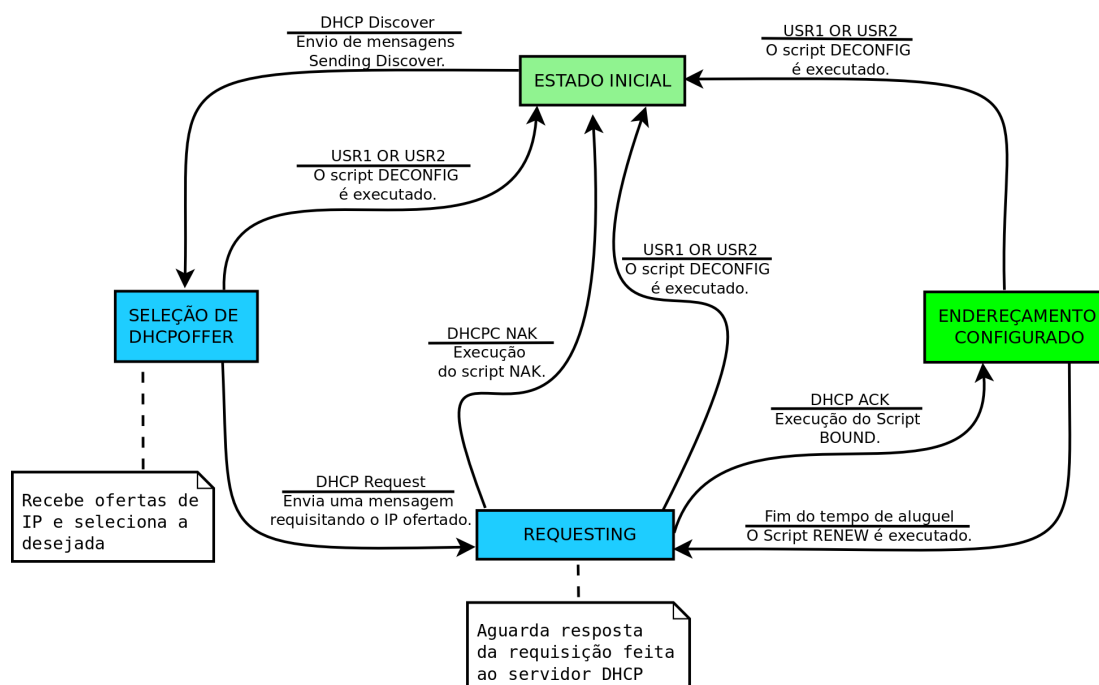 DHCP Discover
Envio de mensagens
Sending Discover.
USR1 OR USR2
O script DECONFIG
é executado.
ESTADO INICIAL
USR1 OR USR2
O script DECONFIG
é executado.
USR1 OR USR2
O script DECONFIG
é executado.
SELEÇÃO DE
DHCPOFFER
ENDEREÇAMENTO
CONFIGURADO
DHCPC NAK
Execução
do script NAK.
DHCP ACK
Execução do Script
BOUND.
Recebe ofertas de
IP e seleciona a
desejada
DHCP Request
Envia uma mensagem
requisitando o IP ofertado.
REQUESTING
Fim do tempo de aluguel
O Script RENEW é executado.
Aguarda resposta
da requisição feita
ao servidor DHCP